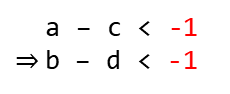 a – c < -1
⇒ b – d < -1